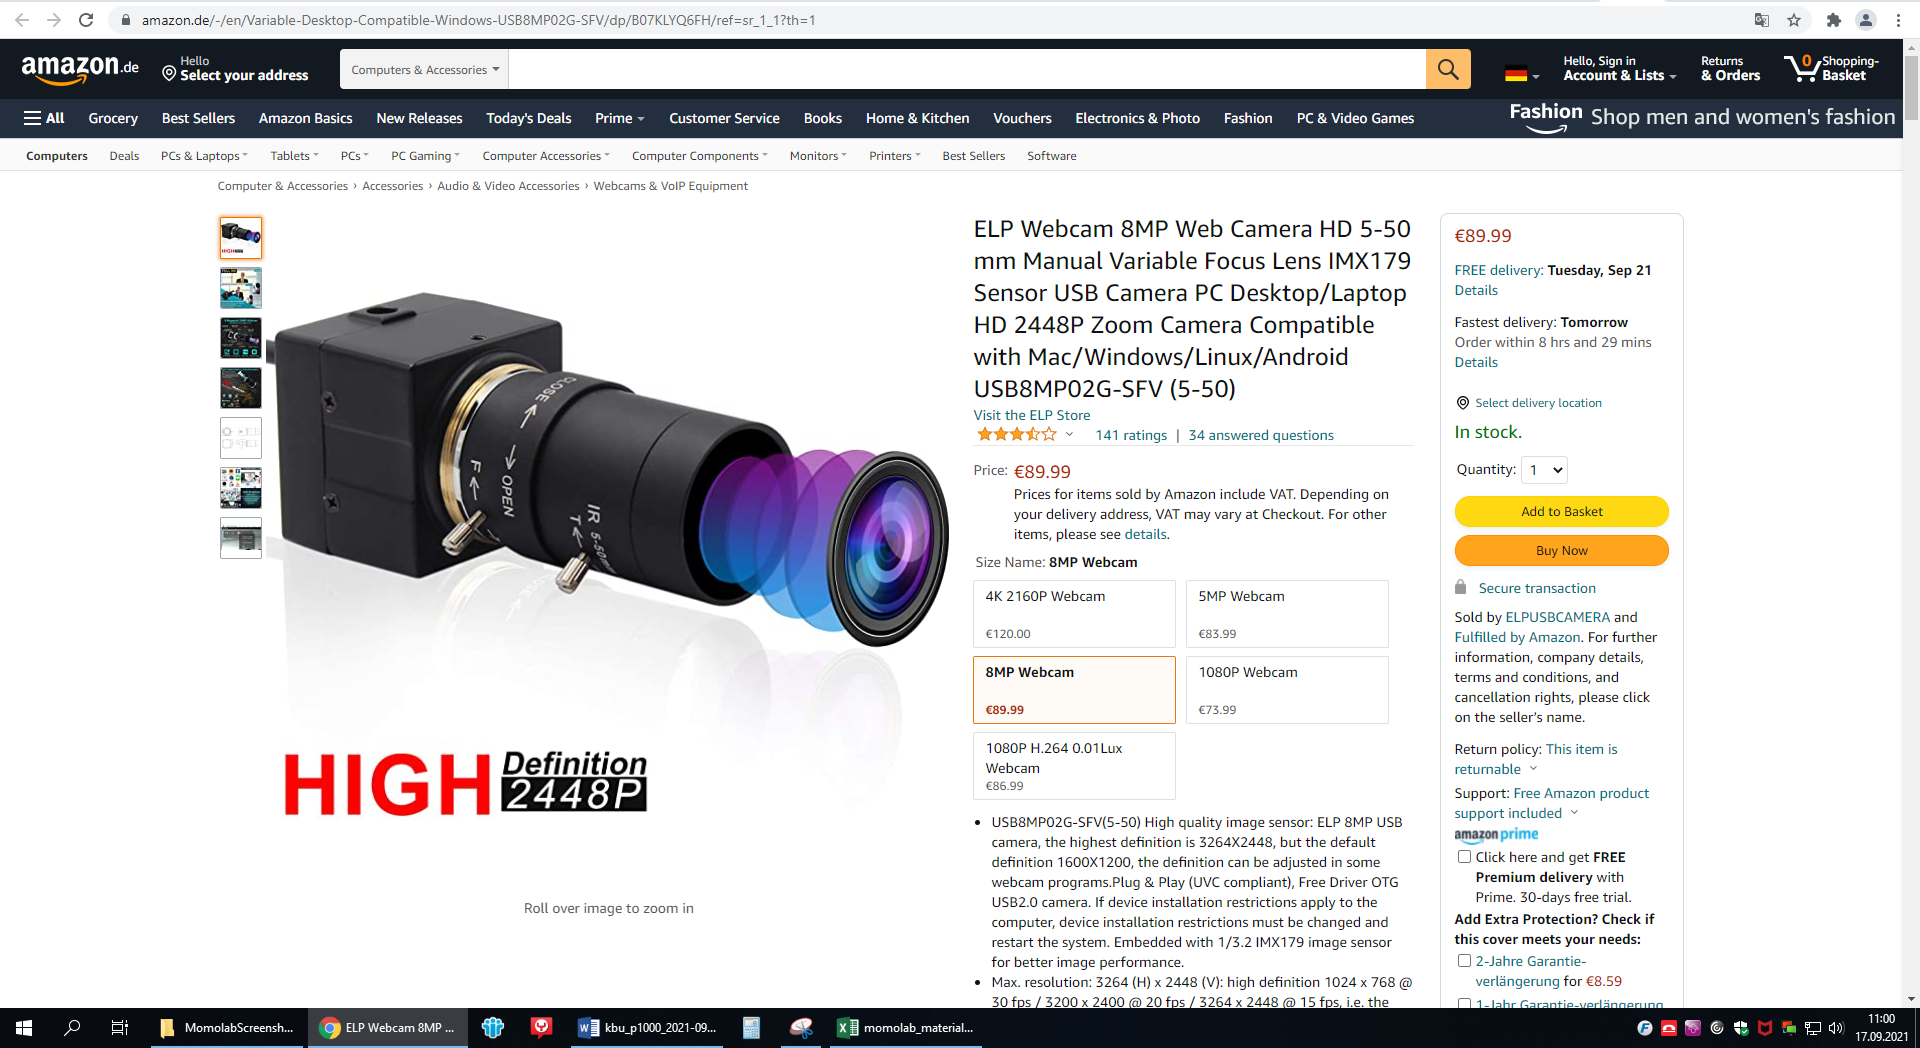 amazon.de/-/en/Variable-Desktop-Compatible-Windows-USB8MP02G-SFV/dp/B07KLYQ6FH/ref=sr_1_1?th=1
amazon.de
Hello
Select your address
Computers & Accessories
Hello, Sign in
Account & Lists
Returns
& Orders
0
Shopping-
Basket
All
Grocery
Best Sellers
Amazon Basics
New Releases
Today's Deals
Prime
Customer Service
Books
Home & Kitchen
Vouchers
Electronics & Photo
Fashion
PC & Video Games
Fashion Shop men and women's fashion
Computers
Deals
PCs & Laptops
Tablets
PCs
PC Gaming
Computer Accessories
Computer Components
Monitors
Printers
Best Sellers
Software
Computer & Accessories › Accessories › Audio & Video Accessories › Webcams & VoIP Equipment
CLOSE
OPEN
F
IR 5-50mm
T
HIGH Definition
2448P
Roll over image to zoom in
ELP Webcam 8MP Web Camera HD 5-50
mm Manual Variable Focus Lens IMX179
Sensor USB Camera PC Desktop/Laptop
HD 2448P Zoom Camera Compatible
with Mac/Windows/Linux/Android
USB8MP02G-SFV (5-50)
Visit the ELP Store
141 ratings | 34 answered questions
Price: €89.99
Prices for items sold by Amazon include VAT. Depending on
your delivery address, VAT may vary at Checkout. For other
items, please see details.
Size Name: 8MP Webcam
4K 2160P Webcam
€120.00
5MP Webcam
€83.99
8MP Webcam
€89.99
1080P Webcam
€73.99
1080P H.264 0.01Lux
Webcam
€86.99
• USB8MP02G-SFV(5-50) High quality image sensor: ELP 8MP USB
camera, the highest definition is 3264X2448, but the default
definition 1600X1200, the definition can be adjusted in some
webcam programs.Plug & Play (UVC compliant), Free Driver OTG
USB2.0 camera. If device installation restrictions apply to the
computer, device installation restrictions must be changed and
restart the system. Embedded with 1/3.2 IMX179 image sensor
for better image performance.
• Max. resolution: 3264 (H) x 2448 (V): high definition 1024 x 768 @
30 fps / 3200 x 2400 @ 20 fps / 3264 x 2448 @ 15 fps, i.e. the
€89.99
FREE delivery: Tuesday, Sep 21
Details
Fastest delivery: Tomorrow
Order within 8 hrs and 29 mins
Details
Select delivery location
In stock.
Quantity: 1
Add to Basket
Buy Now
Secure transaction
Sold by ELPUSBCAMERA and
Fulfilled by Amazon. For further
information, company details,
terms and conditions, and
cancellation rights, please click
on the seller's name.
Return policy: This item is
returnable
Support: Free Amazon product
support included
amazon prime
Click here and get FREE
Premium delivery with
Prime. 30-days free trial.
Add Extra Protection? Check if
this cover meets your needs:
2-Jahre Garantie-
verlängerung for €8.59
1-Jahr Garantie-verlängerung
MomolabScreensh...
ELP Webcam 8MP ...
kbu_p1000_2021-09...
momolab_material...
11:00
17.09.2021